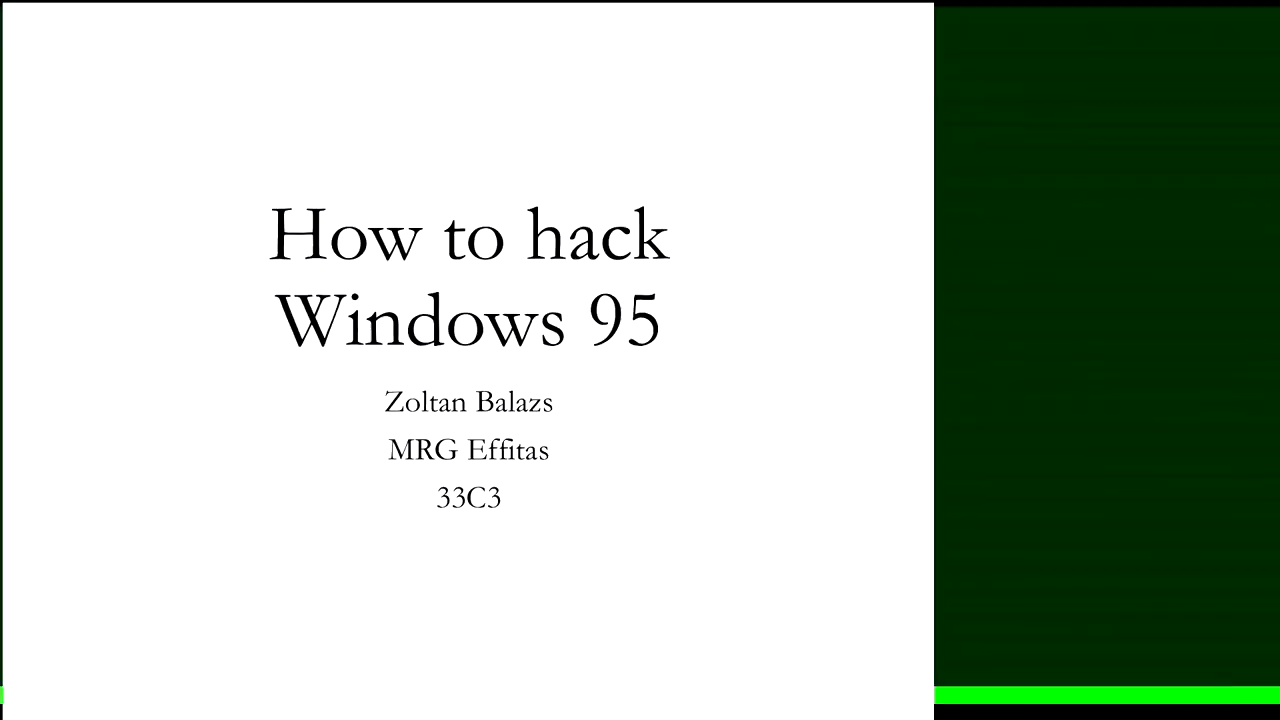 How to hack
Windows 95
Zoltan Balazs
MRG Effitas
33C3